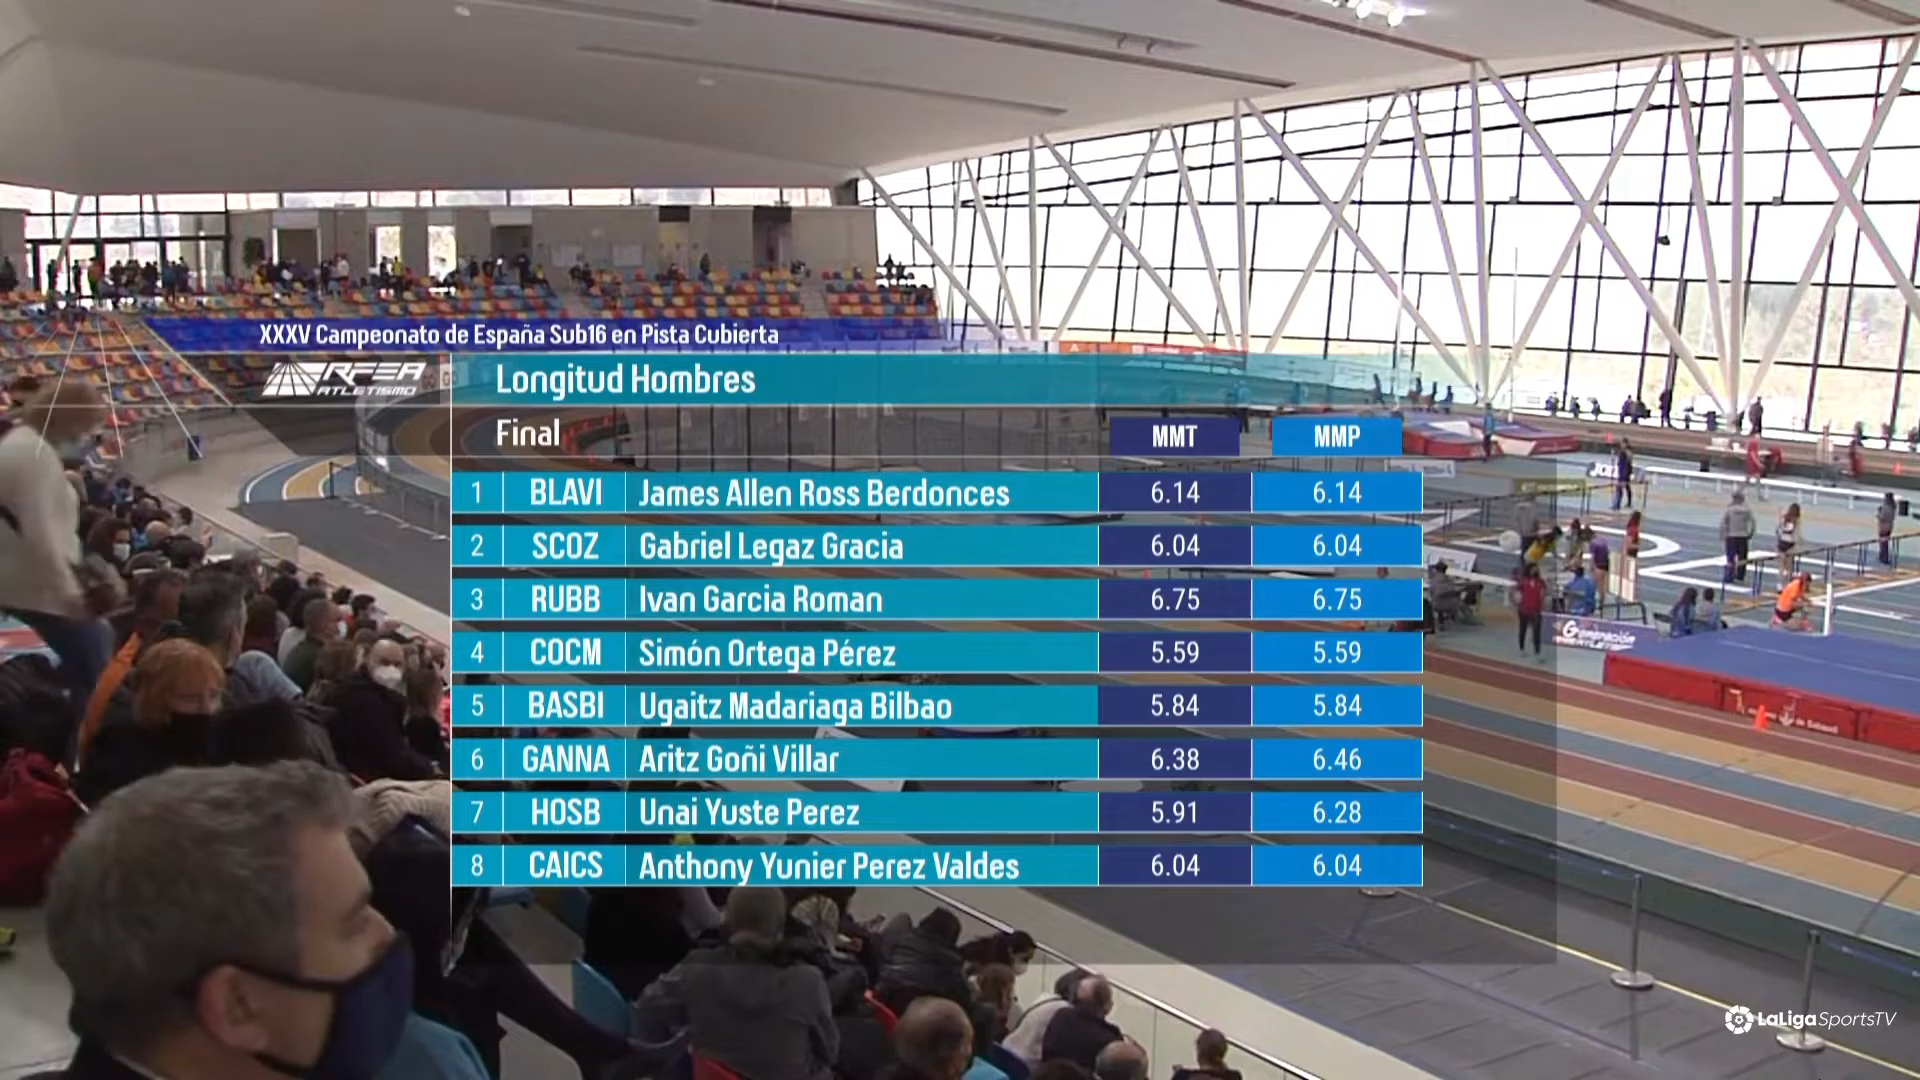 XXXV Campeonato de España Sub16 en Pista Cubierta
RFEA ATLETISMO
Longitud Hombres
Final MMT MMP
1 BLAVI James Allen Ross Berdonces 6.14 6.14
2 SCOZ Gabriel Legaz Gracia 6.04 6.04
3 RUBB Ivan Garcia Roman 6.75 6.75
4 COCM Simón Ortega Pérez 5.59 5.59
5 BASBI Ugaitz Madariaga Bilbao 5.84 5.84
6 GANNA Aritz Goñi Villar 6.38 6.46
7 HOSB Unai Yuste Perez 5.91 6.28
8 CAICS Anthony Yunier Perez Valdes 6.04 6.04
Generación
LaLigaSportsTV